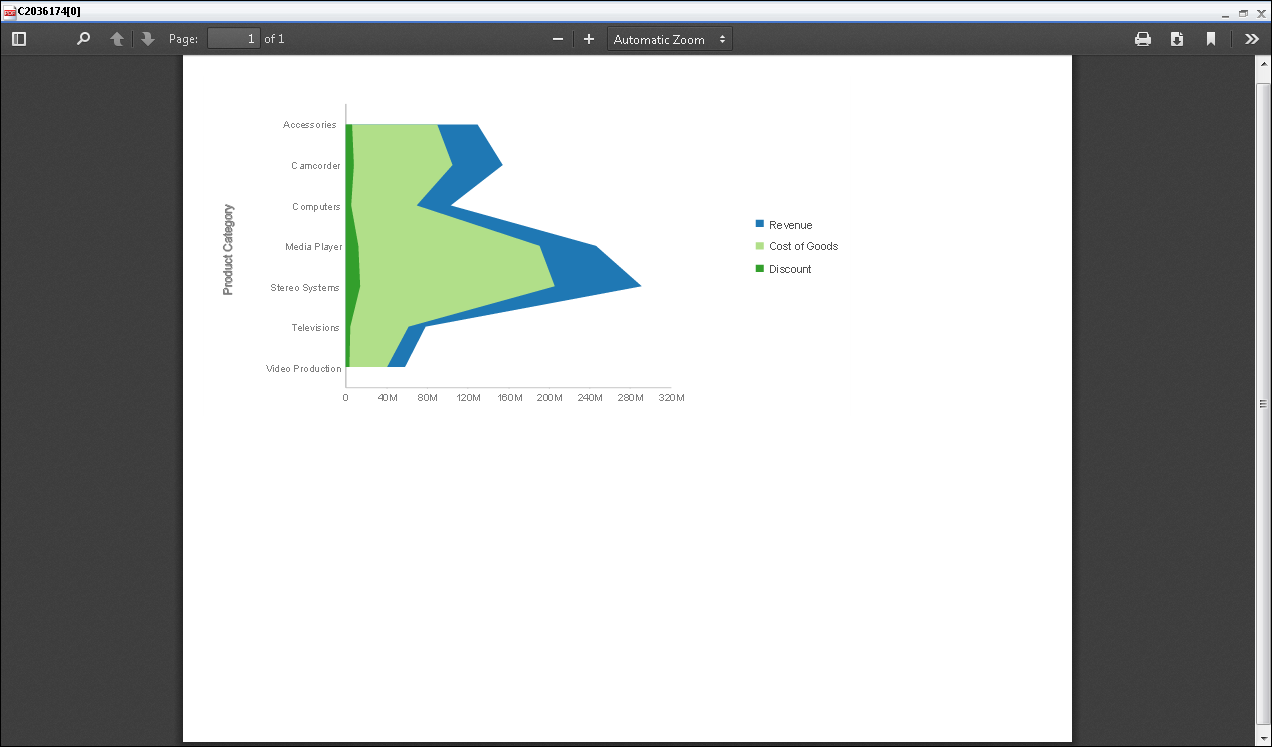 C2036174[0]
Page: 1 of 1 Automatic Zoom
Product Category
Accessories
Camcorder
Computers
Media Player
Stereo Systems
Televisions
Video Production
0 40M 80M 120M 160M 200M 240M 280M 320M
Revenue
Cost of Goods
Discount